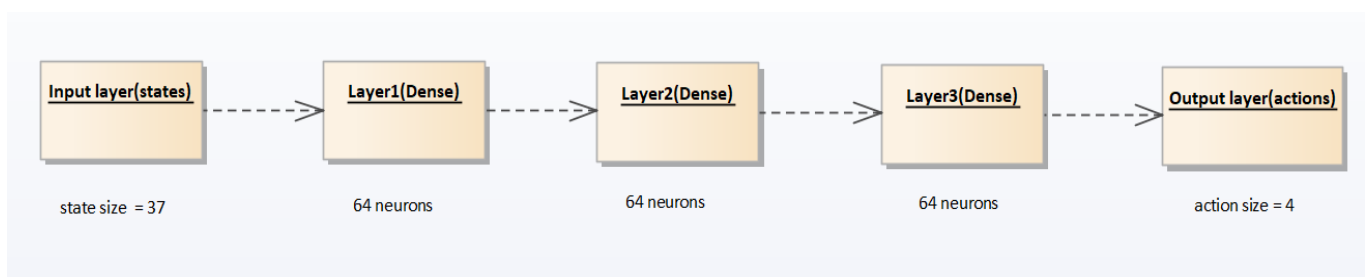 Input layer(states)
Layer1(Dense)
Layer2(Dense)
Layer3(Dense)
Output layer(actions)
state size = 37
64 neurons
64 neurons
64 neurons
action size = 4